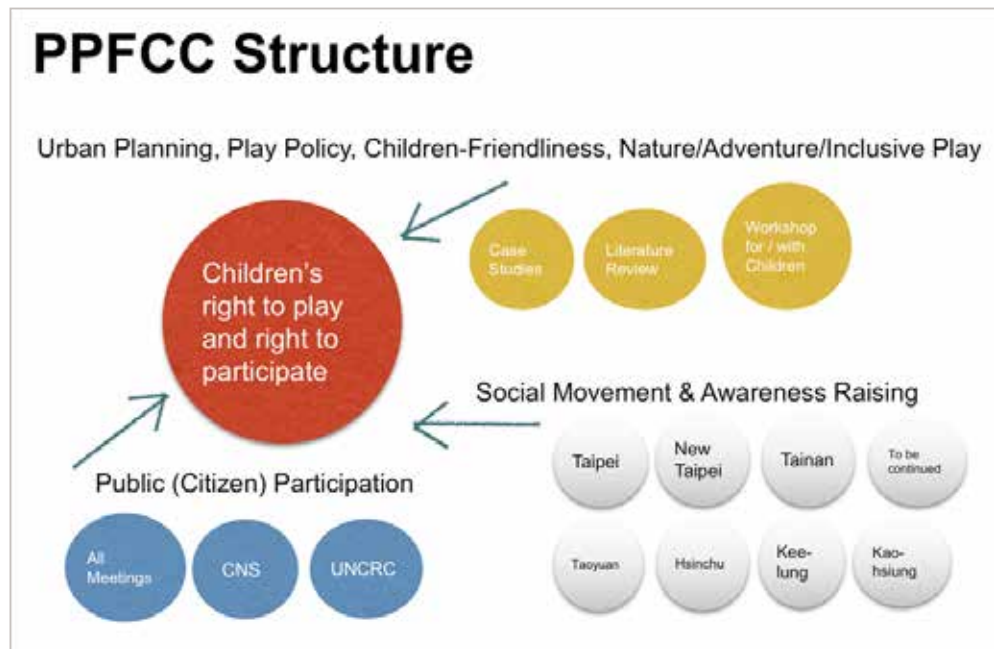 PPFCC Structure
Urban Planning, Play Policy, Children-Friendliness, Nature/Adventure/Inclusive Play
Children's
right to play
and right to
participate
Case
Studies
Literature
Review
Workshop
for / with
Children
Social Movement & Awareness Raising
Taipei
New
Taipei
Tainan
To be
continued
Taoyuan
Hsinchu
Kee-
lung
Kao-
hsiung
Public (Citizen) Participation
All
Meetings
CNS
UNCRC